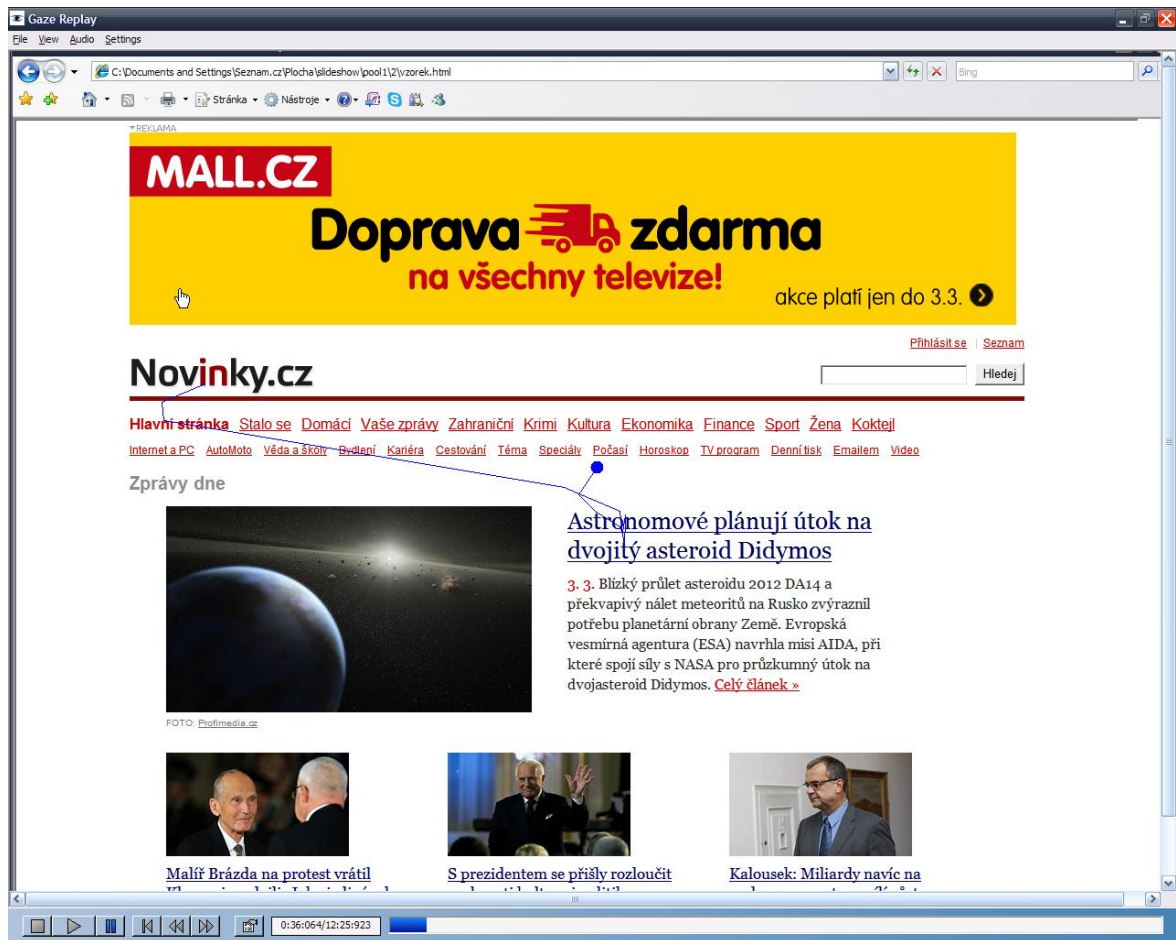 Gaze Replay
File View Audio Settings
C:\Documents and Settings\Seznam.cz\Plocha\slideshow\pool1\2\vzorek.html
Bing
Stránka Nástroje
REKLAMA
MALL.CZ
Doprava zdarma
na všechny televize!
akce platí jen do 3.3.
Přihlásit se | Seznam
Novinky.cz
Hledej
Hlavní stránka Stalo se Domácí Vaše zprávy Zahraniční Krimi Kultura Ekonomika Finance Sport Žena Koktejl
Internet a PC AutoMoto Věda a školy Bydlení Kariéra Cestování Téma Speciály Počasí Horoskop TV program Denní tisk Emailem Video
Zprávy dne
Astronomové plánují útok na
dvojitý asteroid Didymos
3. 3. Blízký průlet asteroidu 2012 DA14 a
překvapivý nálet meteoritů na Rusko zvýraznil
potřebu planetární obrany Země. Evropská
vesmírná agentura (ESA) navrhla misi AIDA, při
které spojí síly s NASA pro průzkumný útok na
dvojasteroid Didymos. Celý článek »
FOTO: Profimedia.cz
Malíř Brázda na protest vrátil
S prezidentem se přišly rozloučit
Kalousek: Miliardy navíc na
0:36:064/12:25:923